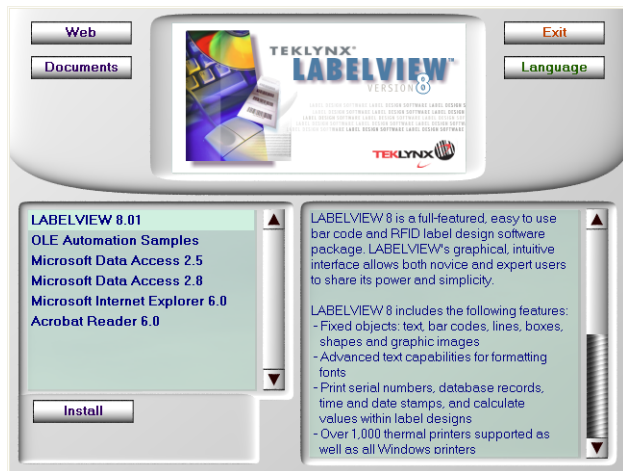 Web
Documents
TEKLYNX®
LABELVIEW™
VERSION 8
TEKLYNX
Exit
Language
LABELVIEW 8.01
OLE Automation Samples
Microsoft Data Access 2.5
Microsoft Data Access 2.8
Microsoft Internet Explorer 6.0
Acrobat Reader 6.0
Install
LABELVIEW 8 is a full-featured, easy to use
bar code and RFID label design software
package. LABELVIEW's graphical, intuitive
interface allows both novice and expert users
to share its power and simplicity.
LABELVIEW 8 includes the following features:
- Fixed objects: text, bar codes, lines, boxes,
shapes and graphic images
- Advanced text capabilities for formatting
fonts
- Print serial numbers, database records,
time and date stamps, and calculate
values within label designs
- Over 1,000 thermal printers supported as
well as all Windows printers